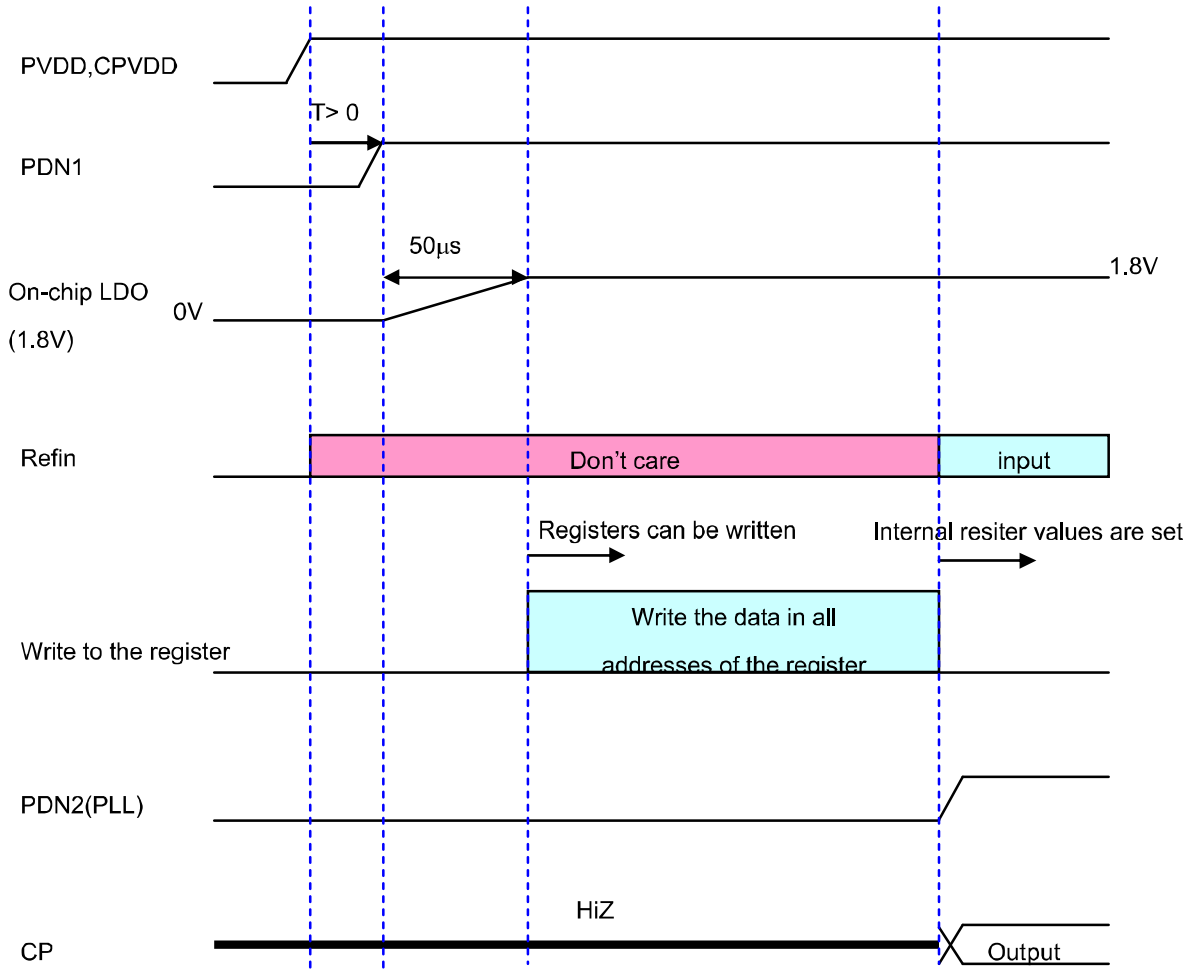 PVDD,CPVDD
T> 0
PDN1
50μs
1.8V
On-chip LDO
0V
(1.8V)
Refin
Don't care
input
Registers can be written
Internal resiter values are set
Write the data in all
Write to the register
addresses of the register
PDN2(PLL)
HiZ
CP
Output